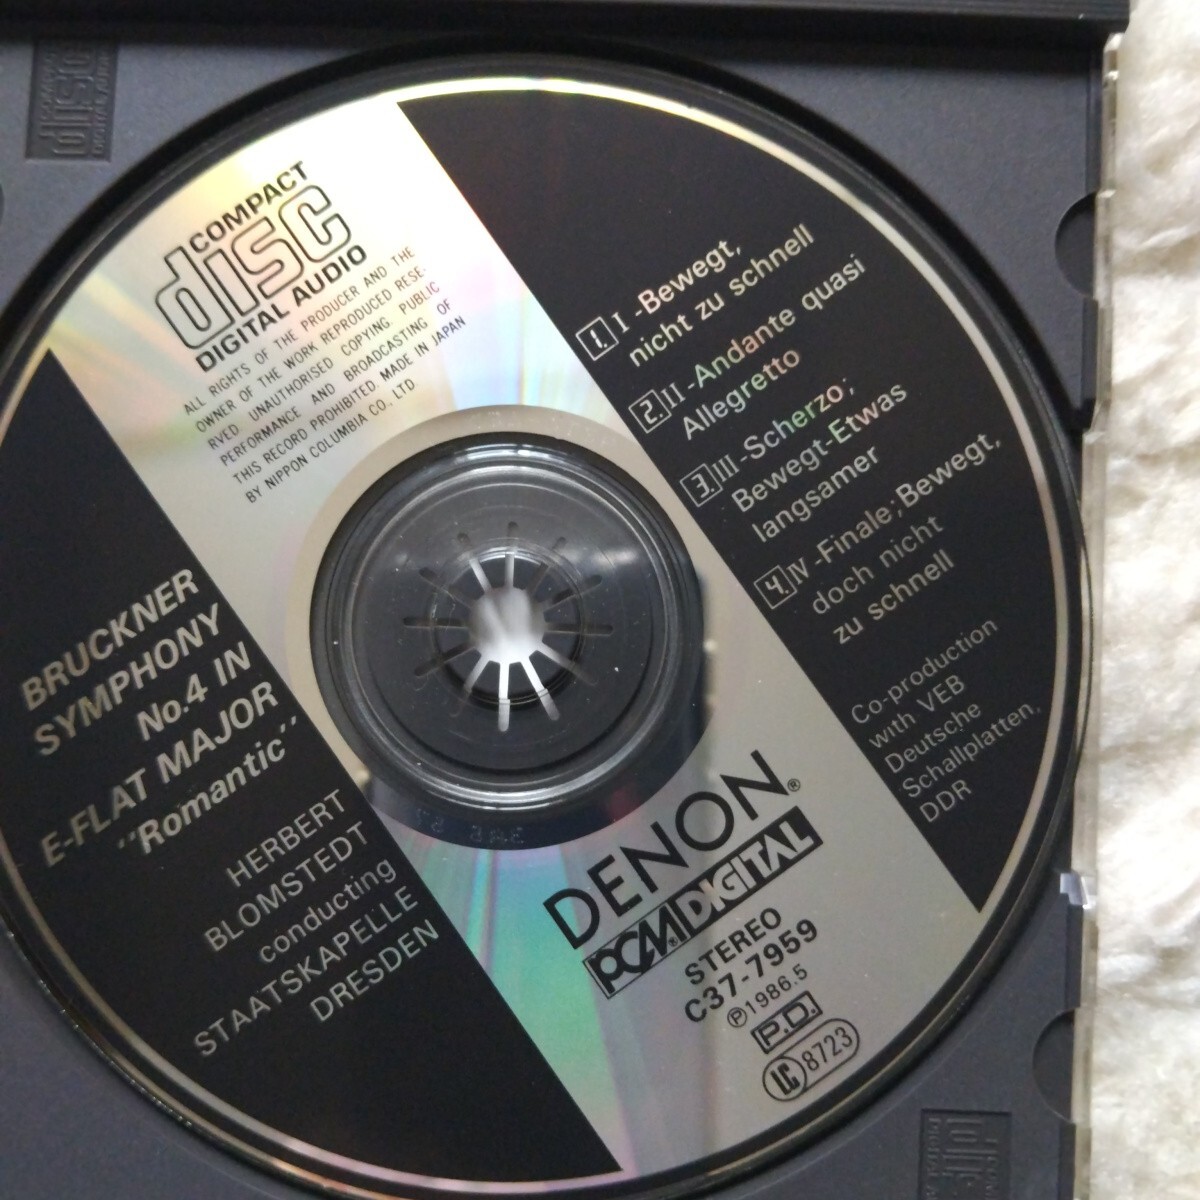 COMPACT
disc
DIGITAL AUDIO
ALL RIGHTS OF THE PRODUCER AND THE
OWNER OF THE WORK REPRODUCED RESE-
RVED. UNAUTHORISED COPYING, PUBLIC
PERFORMANCE AND BROADCASTING OF
THIS RECORD PROHIBITED. MADE IN JAPAN
BY NIPPON COLUMBIA CO. LTD.
1. I-Bewegt,
nicht zu schnell
2. II-Andante quasi
Allegretto
3. III-Scherzo;
Bewegt-Etwas
langsamer
4. IV-Finale;Bewegt,
doch nicht
zu schnell
Co-production
with VEB
Deutsche
Schallplatten,
DDR
BRUCKNER
SYMPHONY
No.4 IN
E-FLAT MAJOR
"Romantic"
HERBERT
BLOMSTEDT
conducting
STAATSKAPELLE
DRESDEN
DENON®
PCM® DIGITAL
STEREO
C37-7959
℗1986.5
P.D.
LC 8723